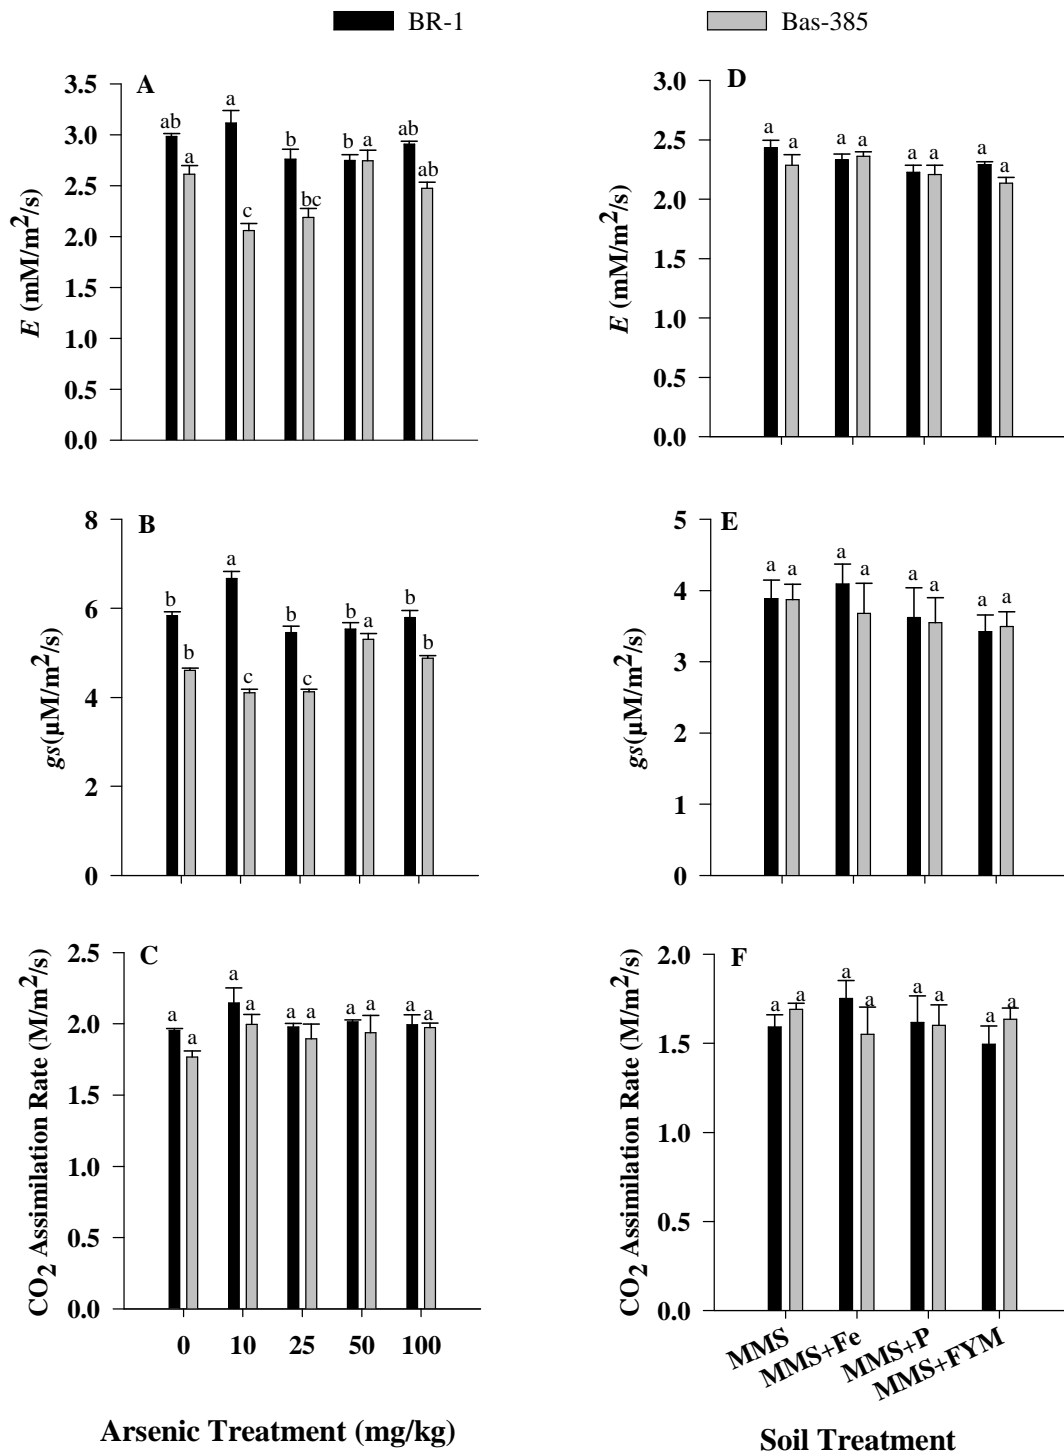 BR-1 Bas-385
A
3.5
3.0
2.5
2.0
1.5
1.0
0.5
0.0
E (mM/m²/s)
ab a a c b bc b a ab ab
D
3.0
2.5
2.0
1.5
1.0
0.5
0.0
E (mM/m²/s)
a a a a a a a a
B
8
6
4
2
0
gs(µM/m²/s)
b b a c b c b a b b
E
5
4
3
2
1
0
gs(µM/m²/s)
a a a a a a a a
C
2.5
2.0
1.5
1.0
0.5
0.0
CO₂ Assimilation Rate (M/m²/s)
a a a a a a a a a a
0 10 25 50 100
Arsenic Treatment (mg/kg)
F
2.0
1.5
1.0
0.5
0.0
CO₂ Assimilation Rate (M/m²/s)
a a a a a a a a
MMS MMS+Fe MMS+P MMS+FYM
Soil Treatment